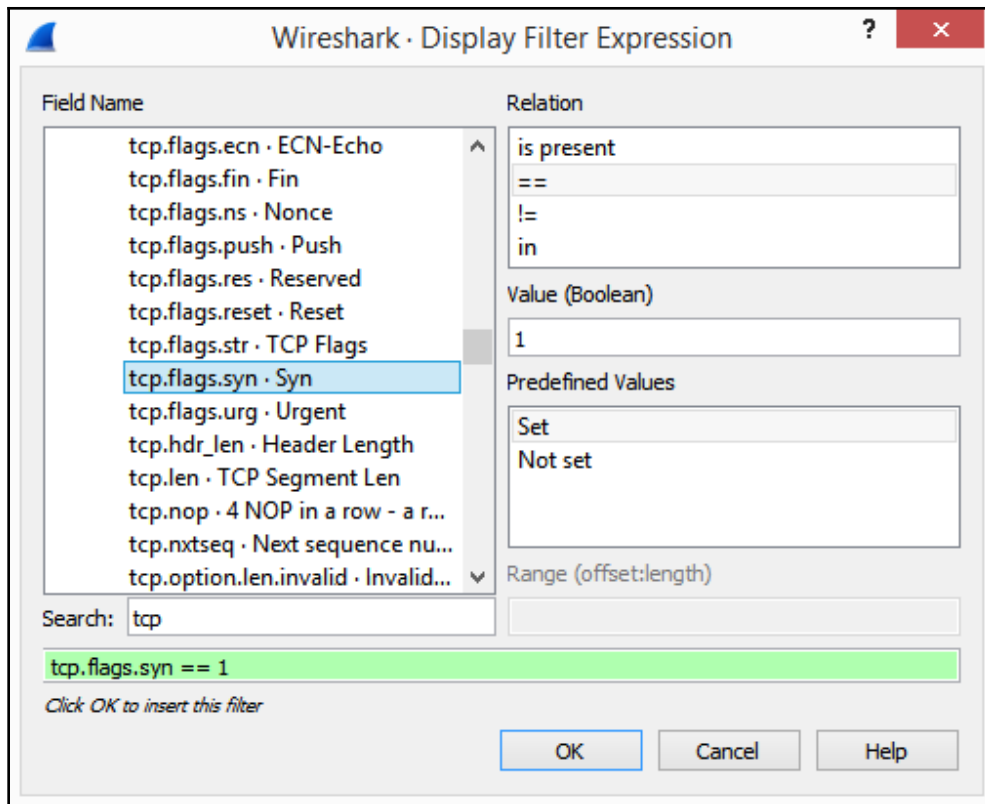 Wireshark · Display Filter Expression
?
×
Field Name
tcp.flags.ecn · ECN-Echo
tcp.flags.fin · Fin
tcp.flags.ns · Nonce
tcp.flags.push · Push
tcp.flags.res · Reserved
tcp.flags.reset · Reset
tcp.flags.str · TCP Flags
tcp.flags.syn · Syn
tcp.flags.urg · Urgent
tcp.hdr_len · Header Length
tcp.len · TCP Segment Len
tcp.nop · 4 NOP in a row - a r...
tcp.nxtseq · Next sequence nu...
tcp.option.len.invalid · Invalid...
Search: tcp
Relation
is present
==
!=
in
Value (Boolean)
1
Predefined Values
Set
Not set
Range (offset:length)
tcp.flags.syn == 1
Click OK to insert this filter
OK
Cancel
Help